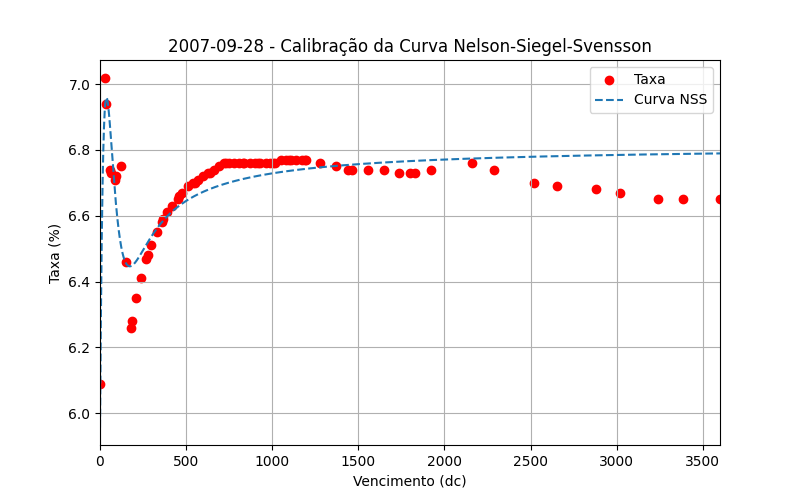 2007-09-28 - Calibração da Curva Nelson-Siegel-Svensson
Taxa
Curva NSS
Taxa (%)
7.0
6.8
6.6
6.4
6.2
6.0
0 500 1000 1500 2000 2500 3000 3500
Vencimento (dc)